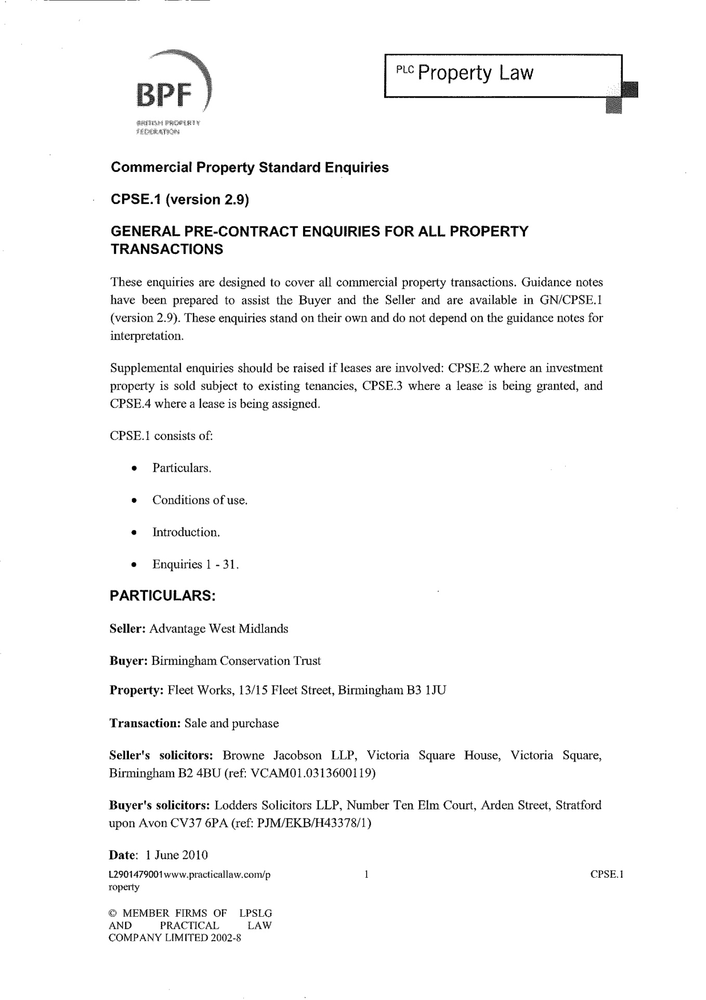 BPF
BRITISH PROPERTY
FEDERATION
PLC Property Law
Commercial Property Standard Enquiries
CPSE.1 (version 2.9)
GENERAL PRE-CONTRACT ENQUIRIES FOR ALL PROPERTY
TRANSACTIONS
These enquiries are designed to cover all commercial property transactions. Guidance notes
have been prepared to assist the Buyer and the Seller and are available in GN/CPSE.1
(version 2.9). These enquiries stand on their own and do not depend on the guidance notes for
interpretation.
Supplemental enquiries should be raised if leases are involved: CPSE.2 where an investment
property is sold subject to existing tenancies, CPSE.3 where a lease is being granted, and
CPSE.4 where a lease is being assigned.
CPSE.1 consists of:
• Particulars.
• Conditions of use.
• Introduction.
• Enquiries 1 - 31.
PARTICULARS:
Seller: Advantage West Midlands
Buyer: Birmingham Conservation Trust
Property: Fleet Works, 13/15 Fleet Street, Birmingham B3 1JU
Transaction: Sale and purchase
Seller's solicitors: Browne Jacobson LLP, Victoria Square House, Victoria Square,
Birmingham B2 4BU (ref: VCAM01.0313600119)
Buyer's solicitors: Lodders Solicitors LLP, Number Ten Elm Court, Arden Street, Stratford
upon Avon CV37 6PA (ref: PJM/EKB/H43378/1)
Date: 1 June 2010
L2901479001www.practicallaw.com/p 1 CPSE.1
roperty
© MEMBER FIRMS OF LPSLG
AND PRACTICAL LAW
COMPANY LIMITED 2002-8